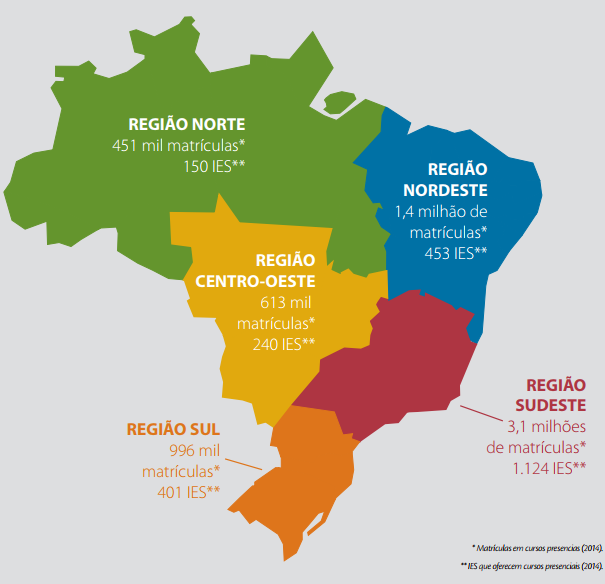 REGIÃO NORTE
451 mil matrículas*
150 IES**
REGIÃO
NORDESTE
1,4 milhão de
matrículas*
453 IES**
REGIÃO
CENTRO-OESTE
613 mil
matrículas*
240 IES**
REGIÃO
SUDESTE
3,1 milhões
de matrículas*
1.124 IES**
REGIÃO SUL
996 mil
matrículas*
401 IES**
* Matrículas em cursos presencias (2014).
** IES que oferecem cursos presenciais (2014).